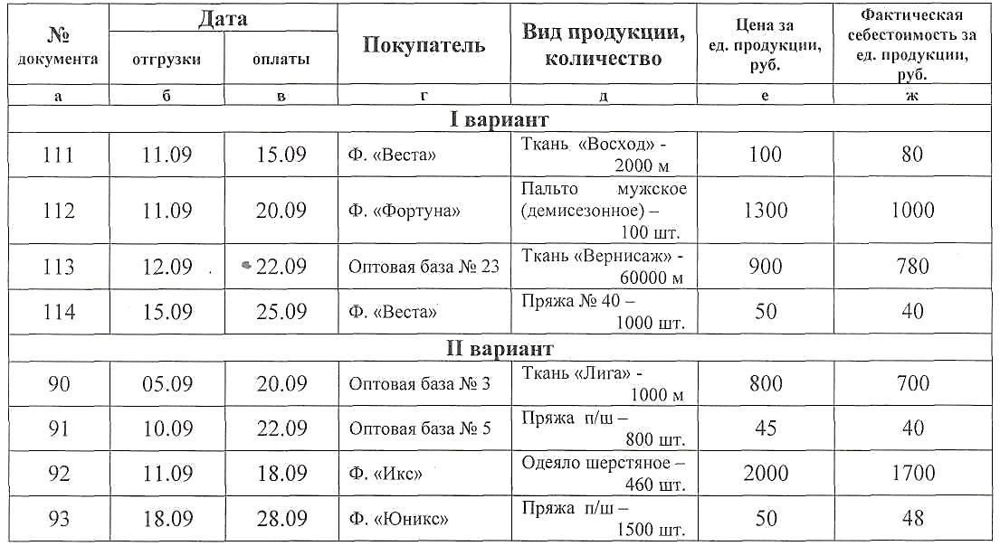 № документа
Дата
отгрузки
оплаты
Покупатель
Вид продукции, количество
Цена за ед. продукции, руб.
Фактическая себестоимость за ед. продукции, руб.
а б в г д е ж
I вариант
111 11.09 15.09 Ф. «Веста» Ткань «Восход» - 2000 м 100 80
112 11.09 20.09 Ф. «Фортуна» Пальто мужское (демисезонное) – 100 шт. 1300 1000
113 12.09 22.09 Оптовая база № 23 Ткань «Вернисаж» - 60000 м 900 780
114 15.09 25.09 Ф. «Веста» Пряжа № 40 – 1000 шт. 50 40
II вариант
90 05.09 20.09 Оптовая база № 3 Ткань «Лига» - 1000 м 800 700
91 10.09 22.09 Оптовая база № 5 Пряжа п/ш – 800 шт. 45 40
92 11.09 18.09 Ф. «Икс» Одеяло шерстяное – 460 шт. 2000 1700
93 18.09 28.09 Ф. «Юникс» Пряжа п/ш – 1500 шт. 50 48